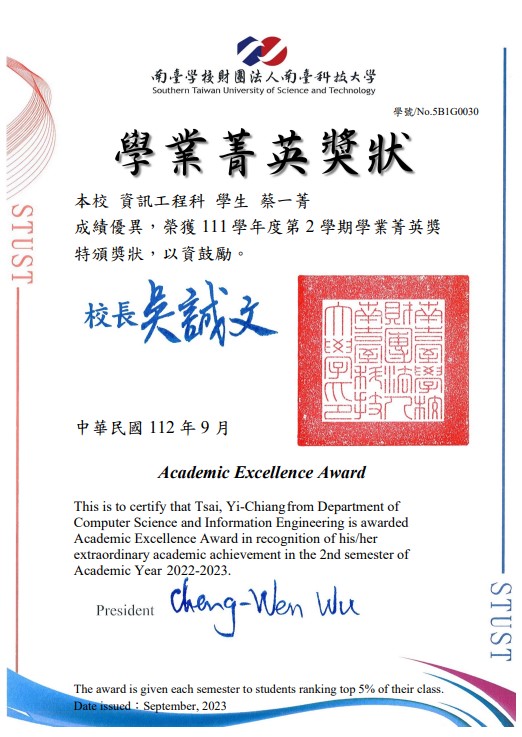 南臺學校財團法人南臺科技大學
Southern Taiwan University of Science and Technology
學號/No.5B1G0030
學業菁英獎狀
本校 資訊工程科 學生 蔡一菁
成績優異，榮獲 111 學年度第 2 學期學業菁英獎
特頒獎狀，以資鼓勵。
STUST
校長 吳誠文
南臺學校
財團法人
南臺科技
大學印
中華民國 112 年 9 月
Academic Excellence Award
This is to certify that Tsai, Yi-Chiang from Department of
Computer Science and Information Engineering is awarded
Academic Excellence Award in recognition of his/her
extraordinary academic achievement in the 2nd semester of
Academic Year 2022-2023.
President Cheng-Wen Wu
STUST
The award is given each semester to students ranking top 5% of their class.
Date issued：September, 2023